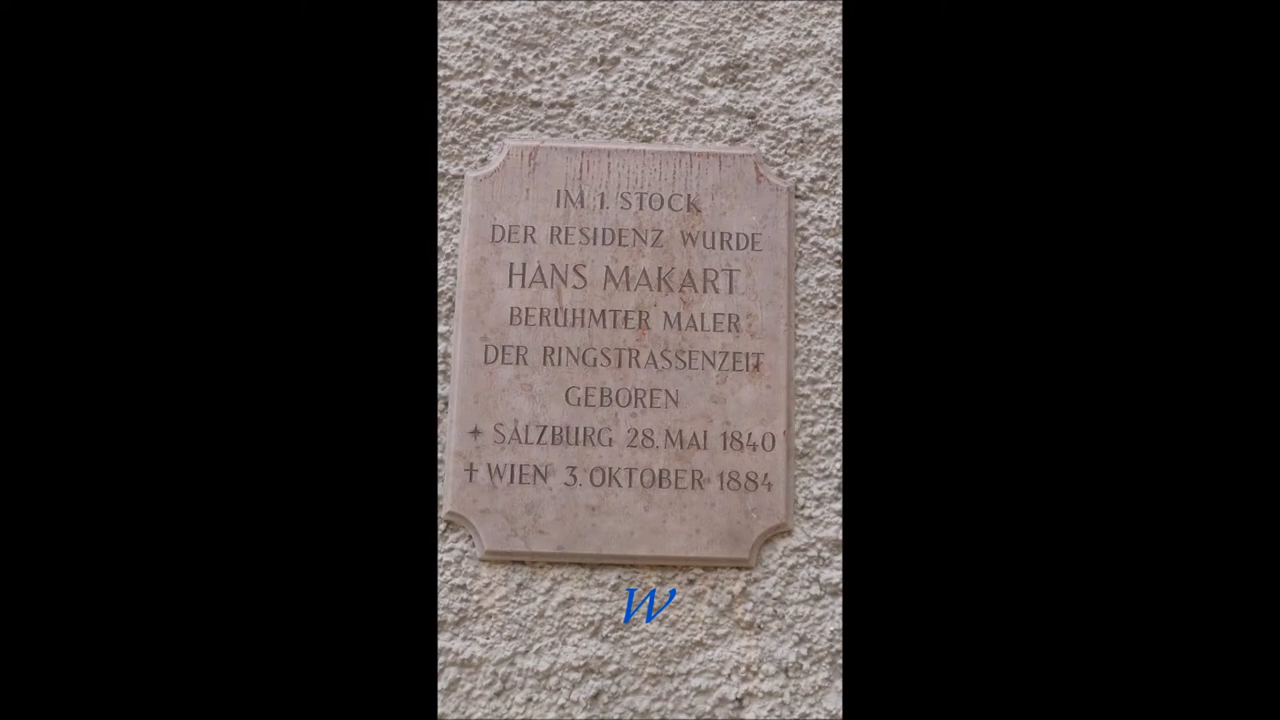 IM 1. STOCK
DER RESIDENZ WURDE
HANS MAKART
BERÜHMTER MALER
DER RINGSTRASSENZEIT
GEBOREN
✦ SALZBURG 28. MAI 1840
† WIEN 3. OKTOBER 1884
W